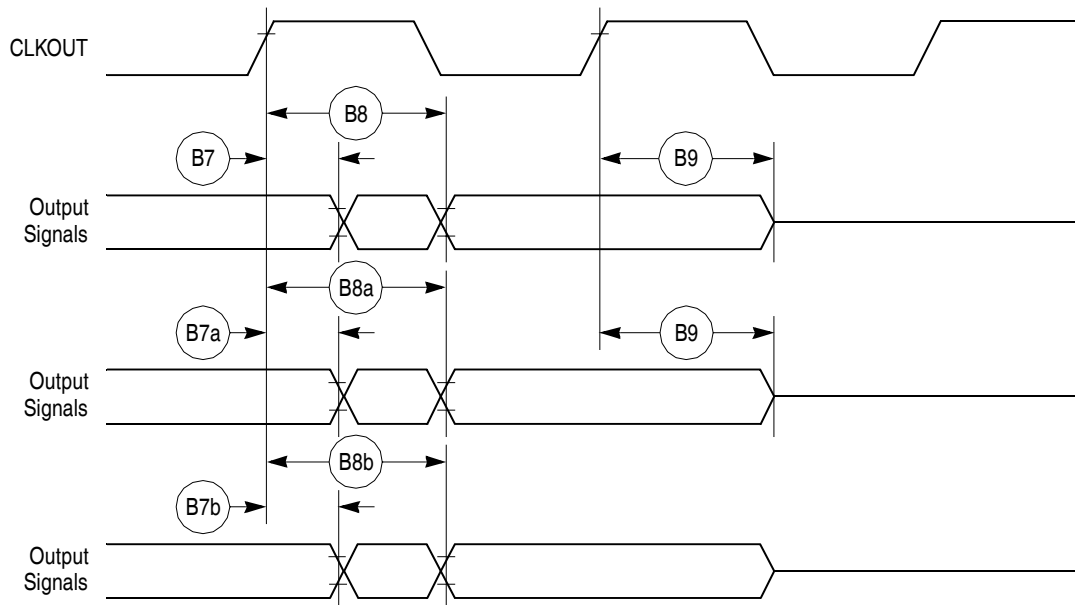 CLKOUT
B8
B7
B9
Output
Signals
B8a
B7a
B9
Output
Signals
B8b
B7b
Output
Signals